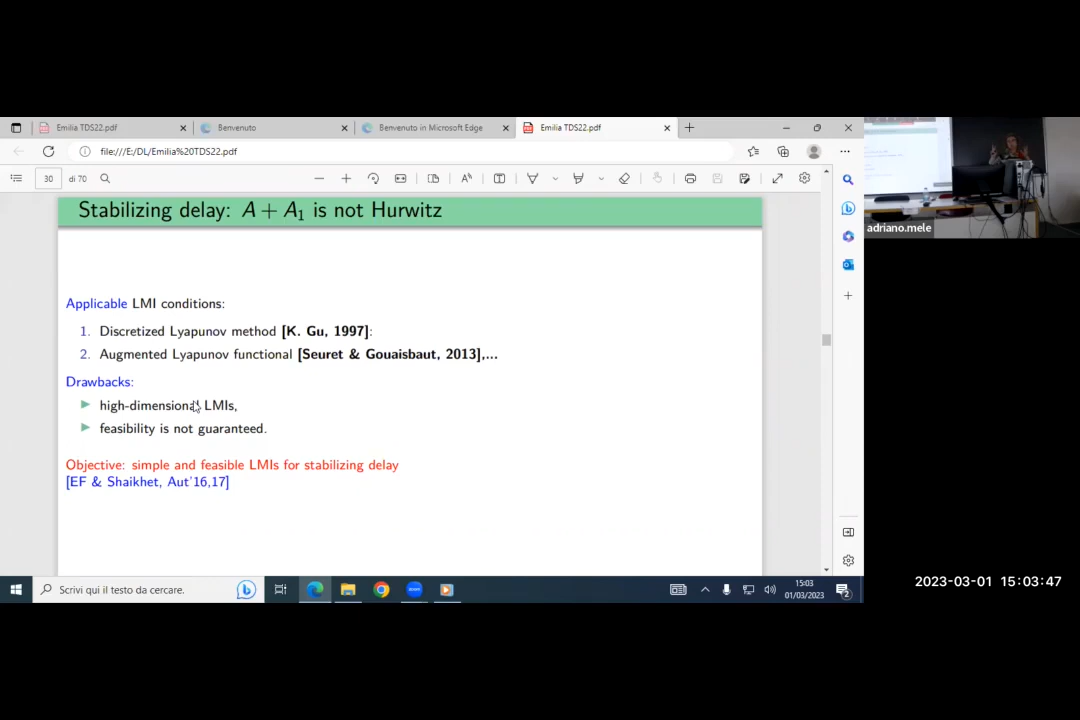 Emilia TDS22.pdf
Benvenuto
Benvenuto in Microsoft Edge
Emilia TDS22.pdf
file:///E:/DL/Emilia%20TDS22.pdf
30 di 70
Stabilizing delay: A + A1 is not Hurwitz
Applicable LMI conditions:
1. Discretized Lyapunov method [K. Gu, 1997]:
2. Augmented Lyapunov functional [Seuret & Gouaisbaut, 2013],...
Drawbacks:
▶ high-dimensional LMIs,
▶ feasibility is not guaranteed.
Objective: simple and feasible LMIs for stabilizing delay
[EF & Shaikhet, Aut'16,17]
adriano.mele
Scrivi qui il testo da cercare.
15:03
01/03/2023
2
2023-03-01 15:03:47